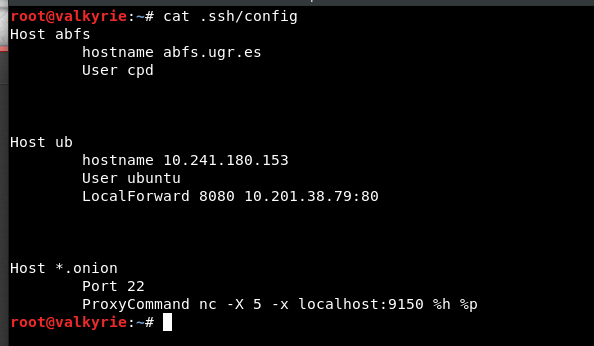 root@valkyrie:~# cat .ssh/config
Host abfs
        hostname abfs.ugr.es
        User cpd
Host ub
        hostname 10.241.180.153
        User ubuntu
        LocalForward 8080 10.201.38.79:80
Host *.onion
        Port 22
        ProxyCommand nc -X 5 -x localhost:9150 %h %p
root@valkyrie:~#